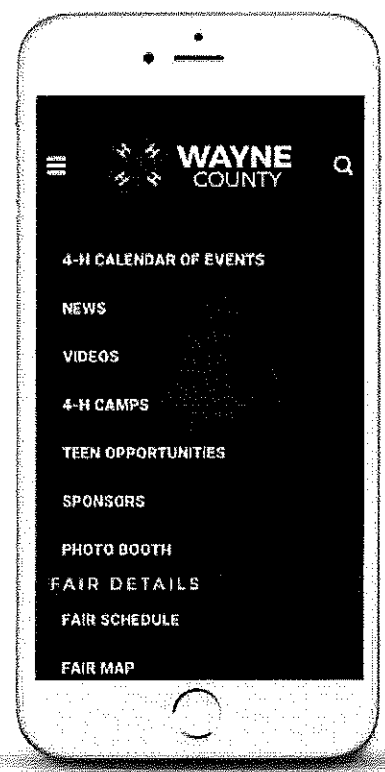 WAYNE
COUNTY
4-H CALENDAR OF EVENTS
NEWS
VIDEOS
4-H CAMPS
TEEN OPPORTUNITIES
SPONSORS
PHOTO BOOTH
FAIR DETAILS
FAIR SCHEDULE
FAIR MAP